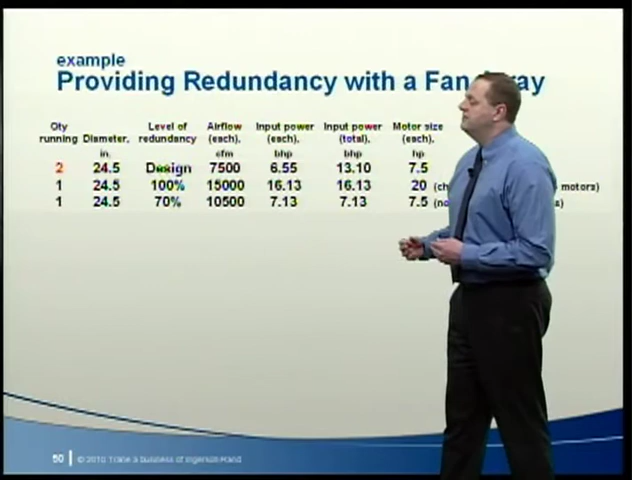 example
Providing Redundancy with a Fan
Qty running Diameter, in. Level of redundancy Airflow (each), cfm Input power (each), bhp Input power (total), bhp Motor size (each), hp
2 24.5 Design 7500 6.55 13.10 7.5
1 24.5 100% 15000 16.13 16.13 20 motors)
1 24.5 70% 10500 7.13 7.13 7.5
50 © 2010 Trane a business of Ingersoll-Rand